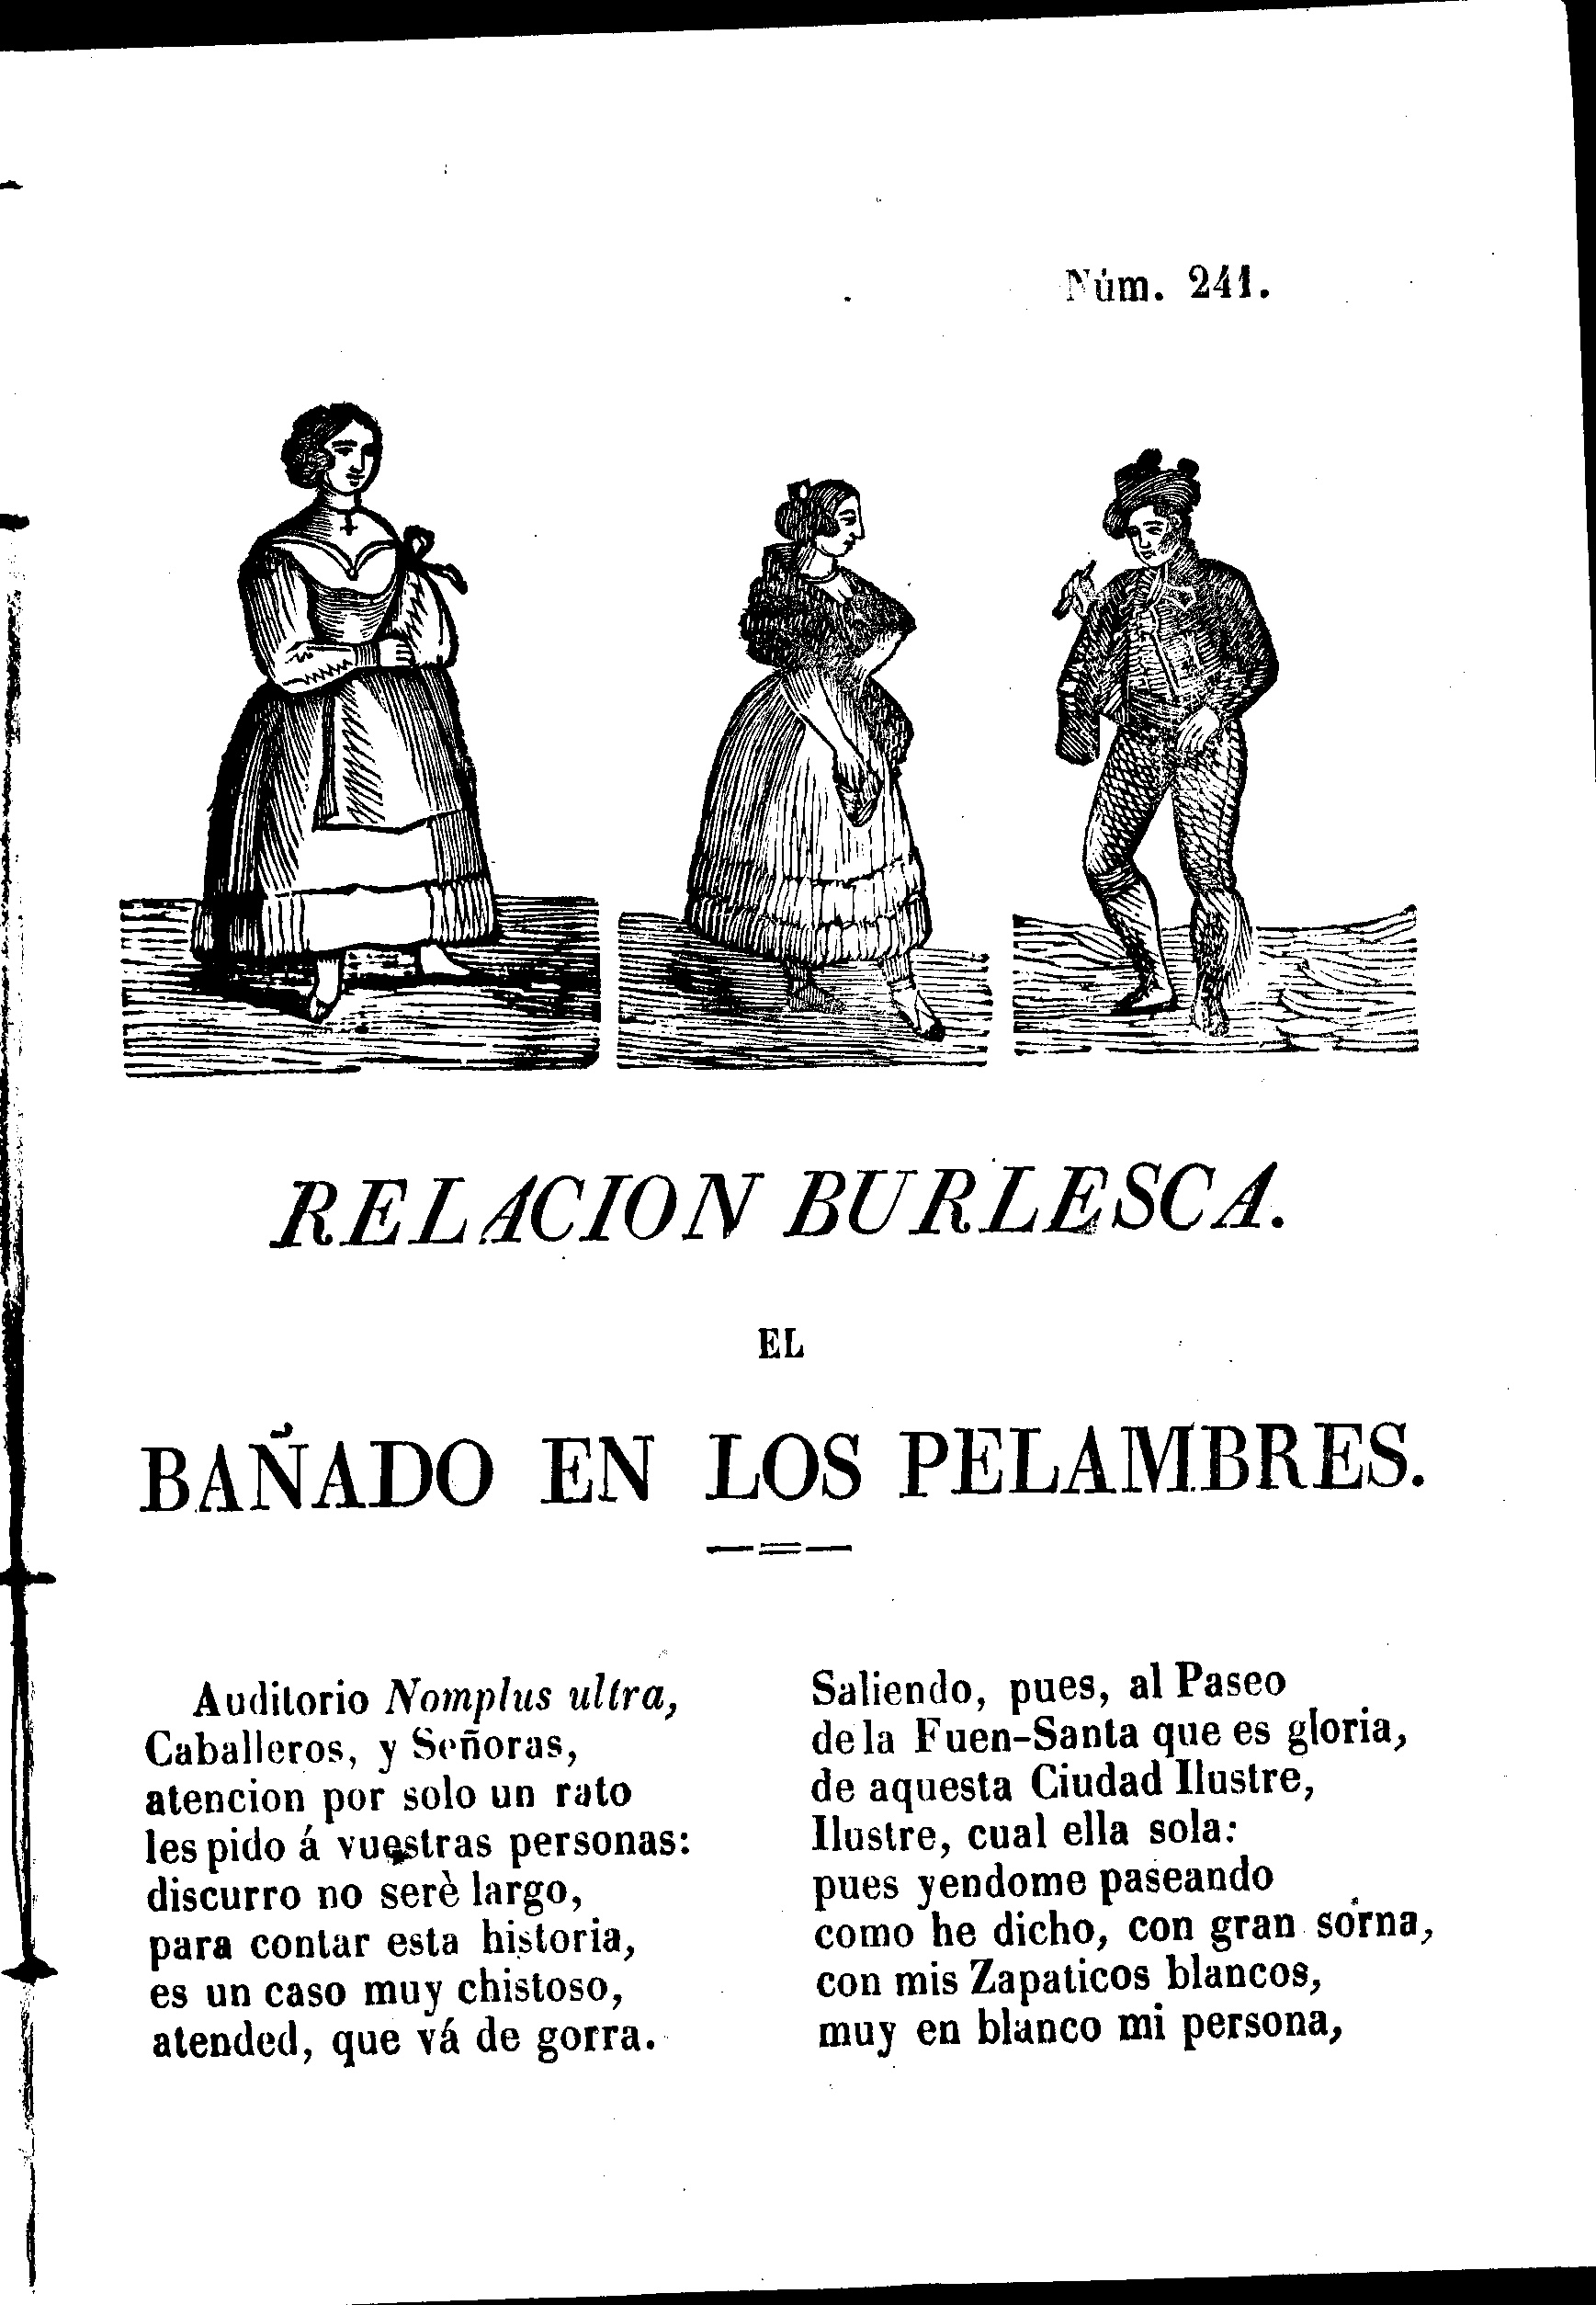 Núm. 241.
RELACION BURLESCA.
EL
BAÑADO EN LOS PELAMBRES.
Auditorio Nomplus ultra,
Caballeros, y Señoras,
atencion por solo un rato
les pido á vuestras personas:
discurro no serè largo,
para contar esta historia,
es un caso muy chistoso,
atended, que vá de gorra.
Saliendo, pues, al Paseo
de la Fuen-Santa que es gloria,
de aquesta Ciudad Ilustre,
Ilustre, cual ella sola:
pues yendome paseando
como he dicho, con gran sorna,
con mis Zapaticos blancos,
muy en blanco mi persona,